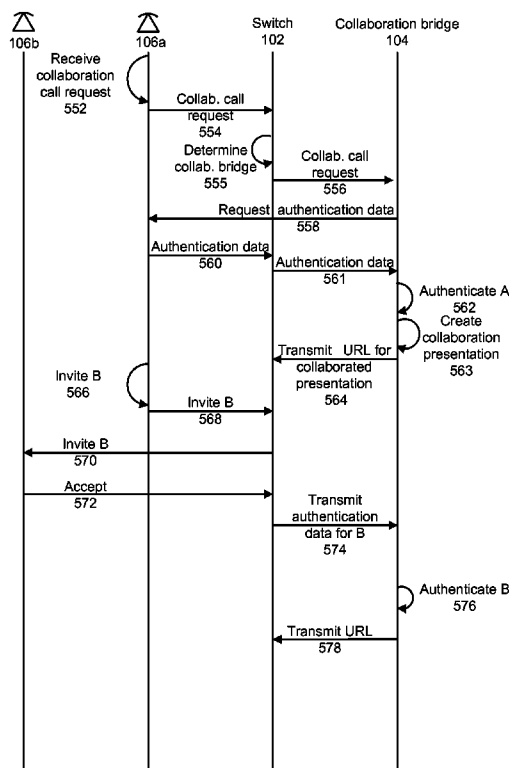 Switch
Collaboration bridge
106b
106a
102
104
Receive
collaboration
call request
552
Collab. call
request
554
Determine
collab. bridge
555
Collab. call
request
556
Request authentication data
558
Authentication data
560
Authentication data
561
Authenticate A
562
Create
collaboration
presentation
563
Transmit URL for
collaborated
presentation
564
Invite B
566
Invite B
568
Invite B
570
Accept
572
Transmit
authentication
data for B
574
Authenticate B
576
Transmit URL
578